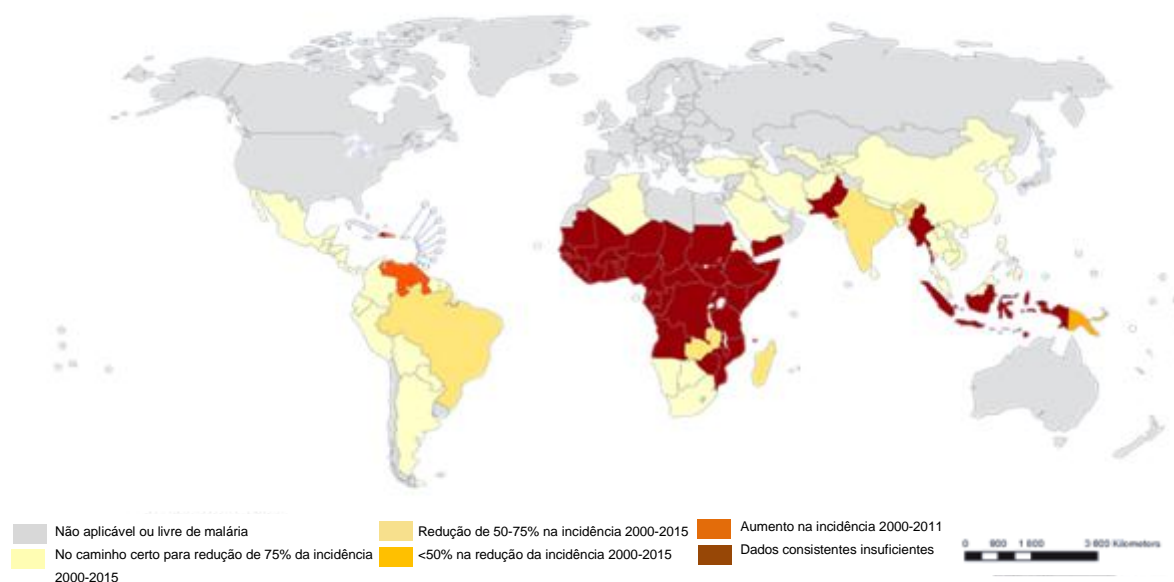 Não aplicável ou livre de malária
No caminho certo para redução de 75% da incidência
2000-2015
Redução de 50-75% na incidência 2000-2015
<50% na redução da incidência 2000-2015
Aumento na incidência 2000-2011
Dados consistentes insuficientes
0 800 1 600 3 600 Kilometers